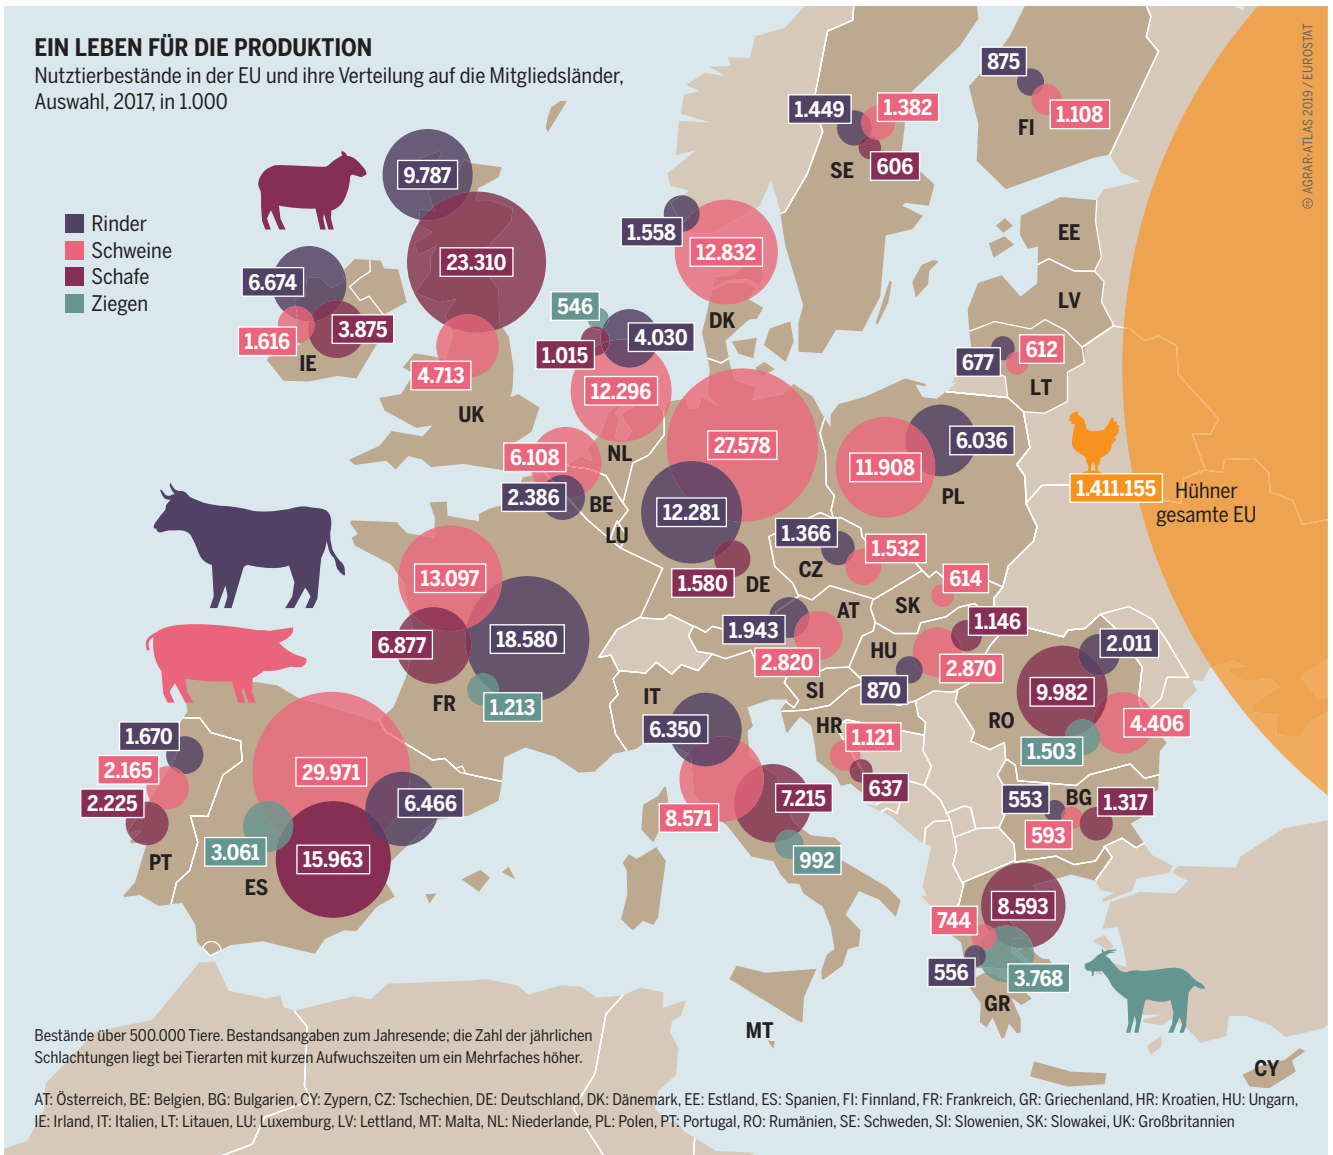 EIN LEBEN FÜR DIE PRODUKTION
Nutztierbestände in der EU und ihre Verteilung auf die Mitgliedsländer,
Auswahl, 2017, in 1.000
© AGRAR-ATLAS 2019 / EUROSTAT
Rinder
Schweine
Schafe
Ziegen
875
1.108
FI
1.449
1.382
606
SE
9.787
23.310
4.713
UK
6.674
1.616
3.875
IE
1.558
12.832
DK
EE
LV
677
612
LT
546
4.030
1.015
12.296
NL
6.108
2.386
BE
LU
27.578
12.281
1.580
DE
11.908
6.036
PL
1.411.155
Hühner
gesamte EU
1.366
1.532
CZ
614
SK
AT
1.943
2.820
SI
HU
1.146
2.870
870
13.097
6.877
18.580
1.213
FR
IT
6.350
8.571
7.215
992
HR
1.121
637
RO
2.011
9.982
4.406
1.503
553
BG
1.317
593
1.670
2.165
2.225
PT
29.971
6.466
3.061
15.963
ES
744
8.593
556
3.768
GR
MT
CY
Bestände über 500.000 Tiere. Bestandsangaben zum Jahresende; die Zahl der jährlichen
Schlachtungen liegt bei Tierarten mit kurzen Aufwuchszeiten um ein Mehrfaches höher.
AT: Österreich, BE: Belgien, BG: Bulgarien, CY: Zypern, CZ: Tschechien, DE: Deutschland, DK: Dänemark, EE: Estland, ES: Spanien, FI: Finnland, FR: Frankreich, GR: Griechenland, HR: Kroatien, HU: Ungarn,
IE: Irland, IT: Italien, LT: Litauen, LU: Luxemburg, LV: Lettland, MT: Malta, NL: Niederlande, PL: Polen, PT: Portugal, RO: Rumänien, SE: Schweden, SI: Slowenien, SK: Slowakei, UK: Großbritannien